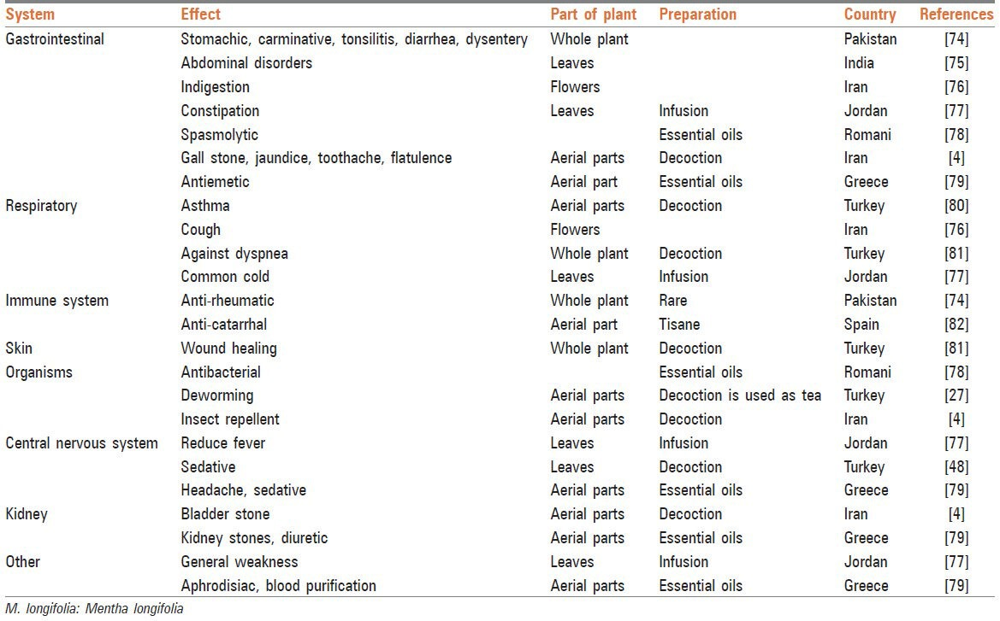 System Effect Part of plant Preparation Country References
Gastrointestinal Stomachic, carminative, tonsilitis, diarrhea, dysentery Whole plant Pakistan [74]
Abdominal disorders Leaves India [75]
Indigestion Flowers Iran [76]
Constipation Leaves Infusion Jordan [77]
Spasmolytic Essential oils Romani [78]
Gall stone, jaundice, toothache, flatulence Aerial parts Decoction Iran [4]
Antiemetic Aerial part Essential oils Greece [79]
Respiratory Asthma Aerial parts Decoction Turkey [80]
Cough Flowers Iran [76]
Against dyspnea Whole plant Decoction Turkey [81]
Common cold Leaves Infusion Jordan [77]
Immune system Anti-rheumatic Whole plant Rare Pakistan [74]
Anti-catarrhal Aerial part Tisane Spain [82]
Skin Wound healing Whole plant Decoction Turkey [81]
Organisms Antibacterial Essential oils Romani [78]
Deworming Aerial parts Decoction is used as tea Turkey [27]
Insect repellent Aerial parts Decoction Iran [4]
Central nervous system Reduce fever Leaves Infusion Jordan [77]
Sedative Leaves Decoction Turkey [48]
Headache, sedative Aerial parts Essential oils Greece [79]
Kidney Bladder stone Aerial parts Decoction Iran [4]
Kidney stones, diuretic Aerial parts Essential oils Greece [79]
Other General weakness Leaves Infusion Jordan [77]
Aphrodisiac, blood purification Aerial parts Essential oils Greece [79]
M. longifolia: Mentha longifolia